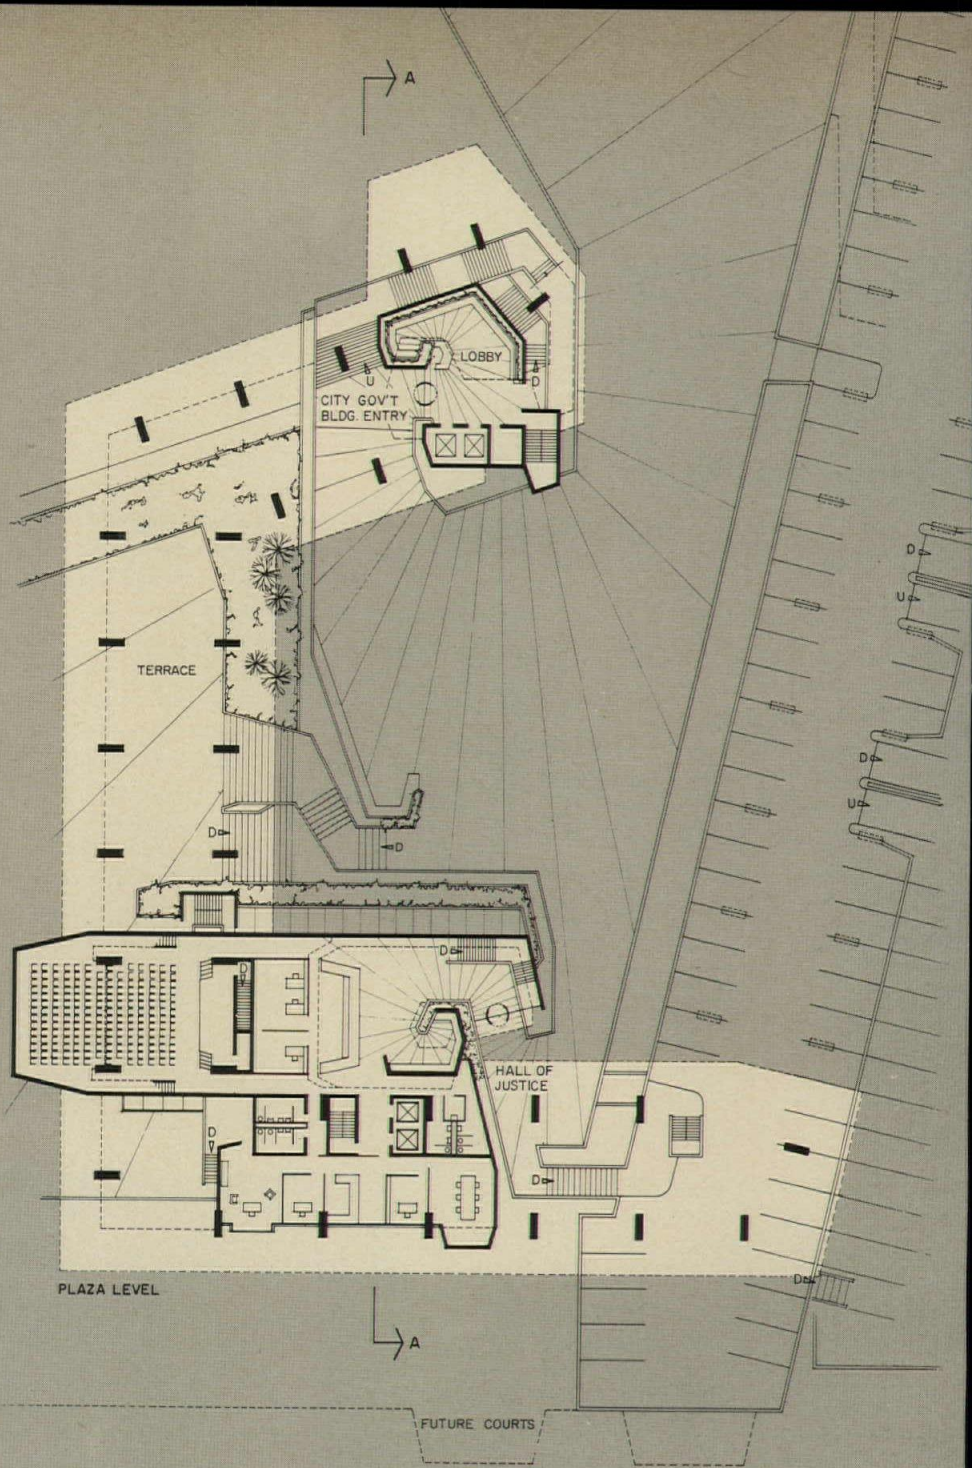 A
LOBBY
U
D
CITY GOV'T
BLDG. ENTRY
D
U
TERRACE
D
U
D
D
D
D
HALL OF
JUSTICE
D
D
D
PLAZA LEVEL
A
FUTURE COURTS